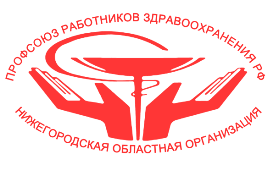 ПРОФСОЮЗ РАБОТНИКОВ ЗДРАВООХРАНЕНИЯ РФ
НИЖЕГОРОДСКАЯ ОБЛАСТНАЯ ОРГАНИЗАЦИЯ